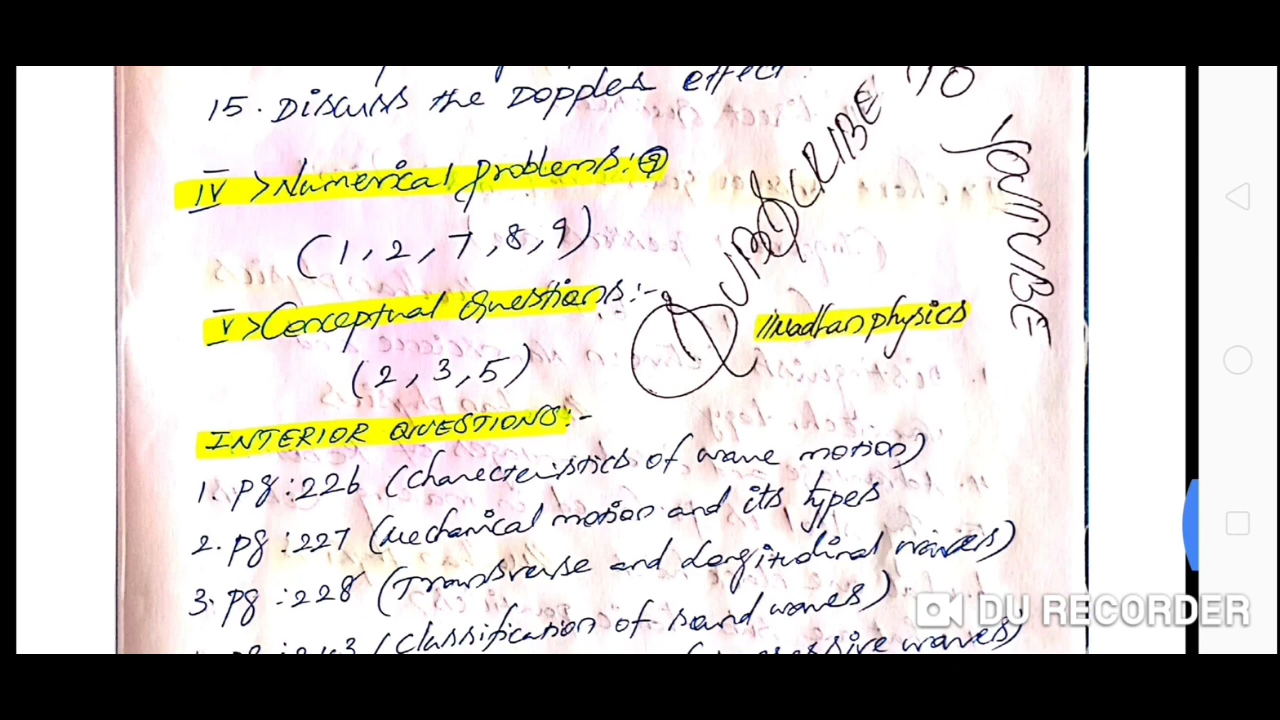 15. Discuss the Doppler effect.
IV > Numerical problems:
(1, 2, 7, 8, 9)
V > Conceptual Questions:-
(2, 3, 5)
INTERIOR QUESTIONS:-
1. pg:226 (characteristics of wave motion)
2. pg:227 (Mechanical motion and its types
3. pg:228 (Transverse and Longitudinal waves)
(classification of sound waves)
waves)
SUBSCRIBE TO
physics
DU RECORDER